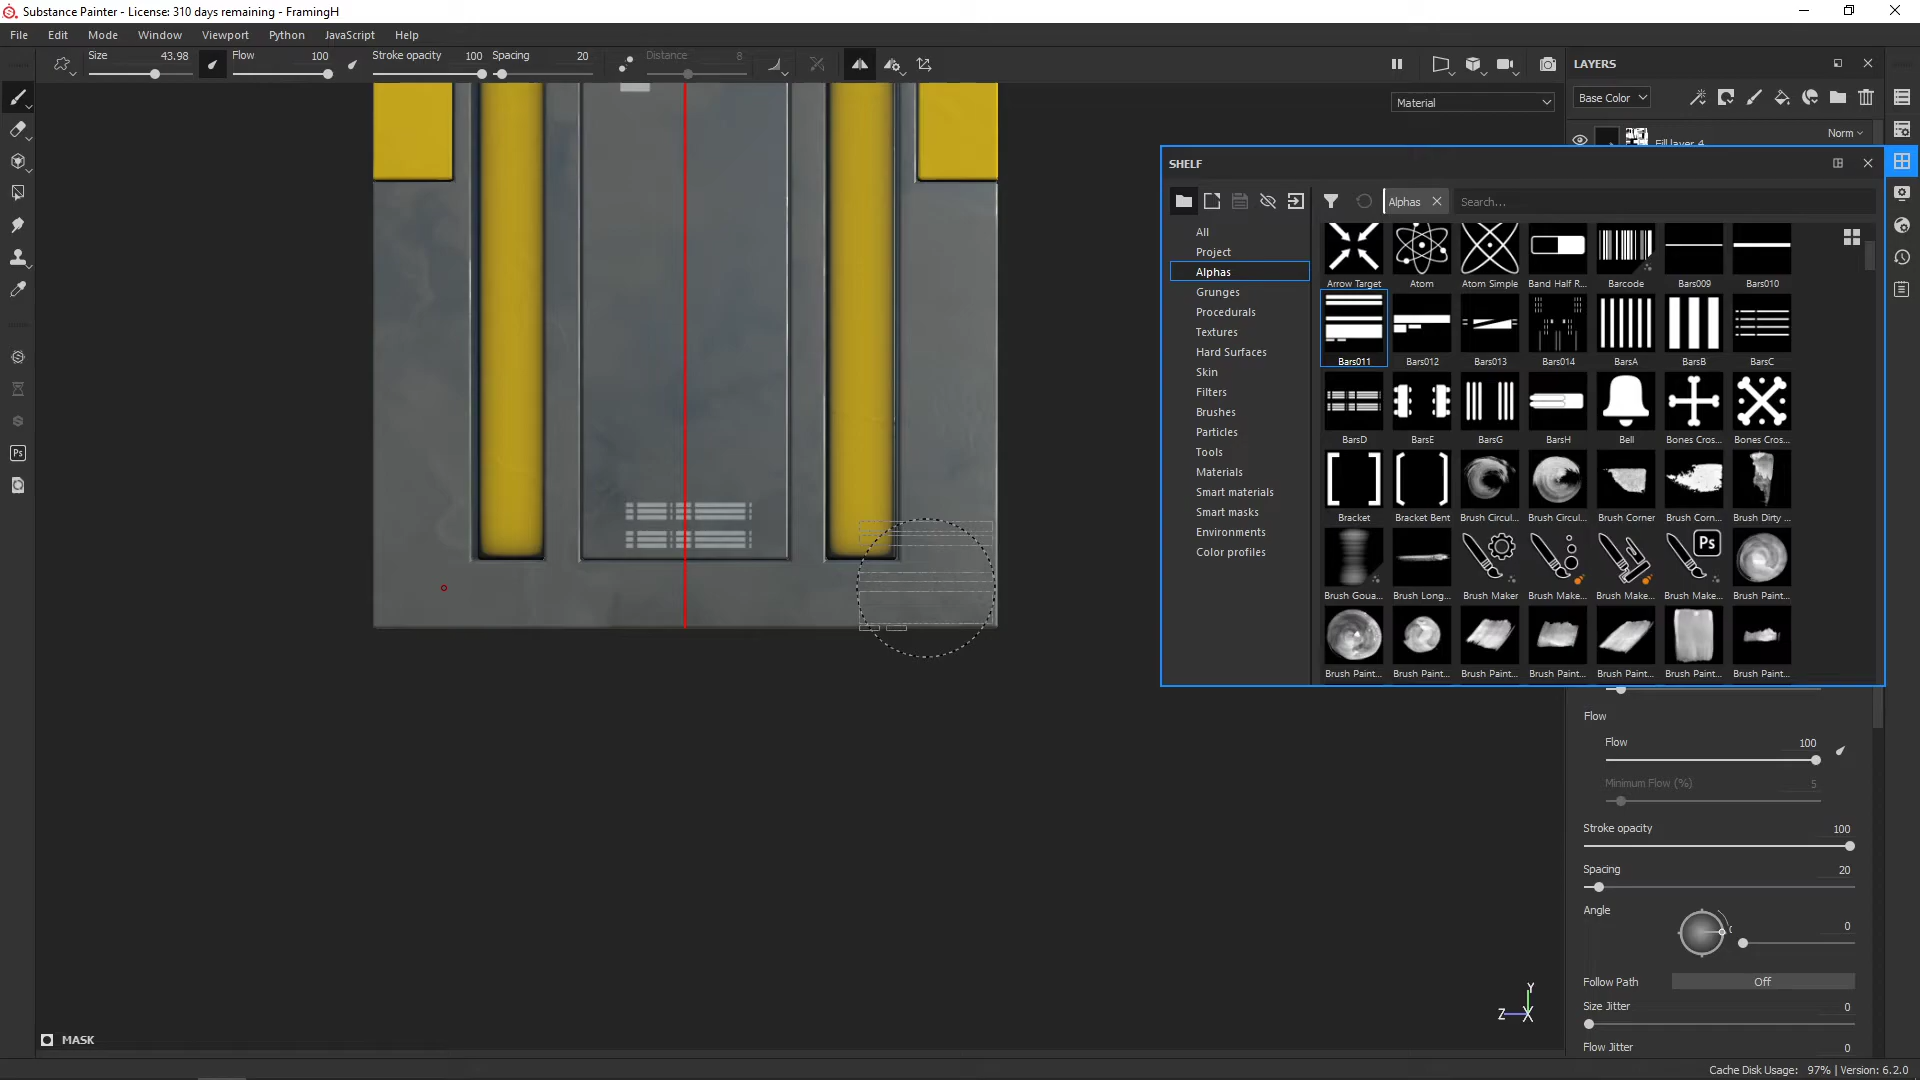 Substance Painter - License: 310 days remaining - FramingH
File Edit Mode Window Viewport Python JavaScript Help
Size 43.98 Flow 100 Stroke opacity 100 Spacing 20 Distance 8
LAYERS
Material
Base Color
Norm
Fill layer 4
SHELF
Alphas
Search...
All
Project
Alphas
Grunges
Procedurals
Textures
Hard Surfaces
Skin
Filters
Brushes
Particles
Tools
Materials
Smart materials
Smart masks
Environments
Color profiles
Arrow Target Atom Atom Simple Band Half R... Barcode Bars009 Bars010
Bars011 Bars012 Bars013 Bars014 BarsA BarsB BarsC
BarsD BarsE BarsG BarsH Bell Bones Cros... Bones Cros...
Bracket Bracket Bent Brush Circul... Brush Circul... Brush Corner Brush Corn... Brush Dirty ...
Ps
Brush Goua... Brush Long... Brush Maker Brush Make... Brush Make... Brush Make... Brush Paint...
Brush Paint... Brush Paint... Brush Paint... Brush Paint... Brush Paint... Brush Paint... Brush Paint...
Ps
Flow
Flow 100
Minimum Flow (%) 5
Stroke opacity 100
Spacing 20
Angle 0
Follow Path Off
Size Jitter 0
Flow Jitter 0
Y
Z X
MASK
Cache Disk Usage: 97% | Version: 6.2.0